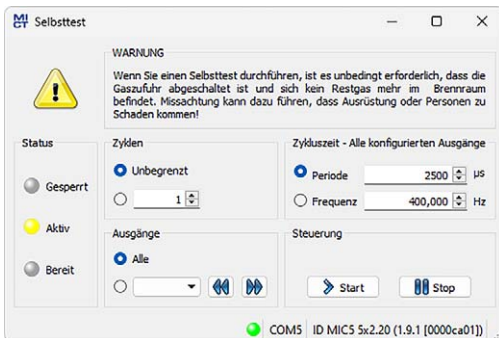 MICT Selbsttest
WARNUNG
Wenn Sie einen Selbsttest durchführen, ist es unbedingt erforderlich, dass die
Gaszufuhr abgeschaltet ist und sich kein Restgas mehr im Brennraum
befindet. Missachtung kann dazu führen, dass Ausrüstung oder Personen zu
Schaden kommen!
Status
Gesperrt
Aktiv
Bereit
Zyklen
Unbegrenzt
1
Zykluszeit - Alle konfigurierten Ausgänge
Periode 2500 µs
Frequenz 400,000 Hz
Ausgänge
Alle
Steuerung
Start Stop
COM5 ID MIC5 5x2.20 (1.9.1 [0000ca01])